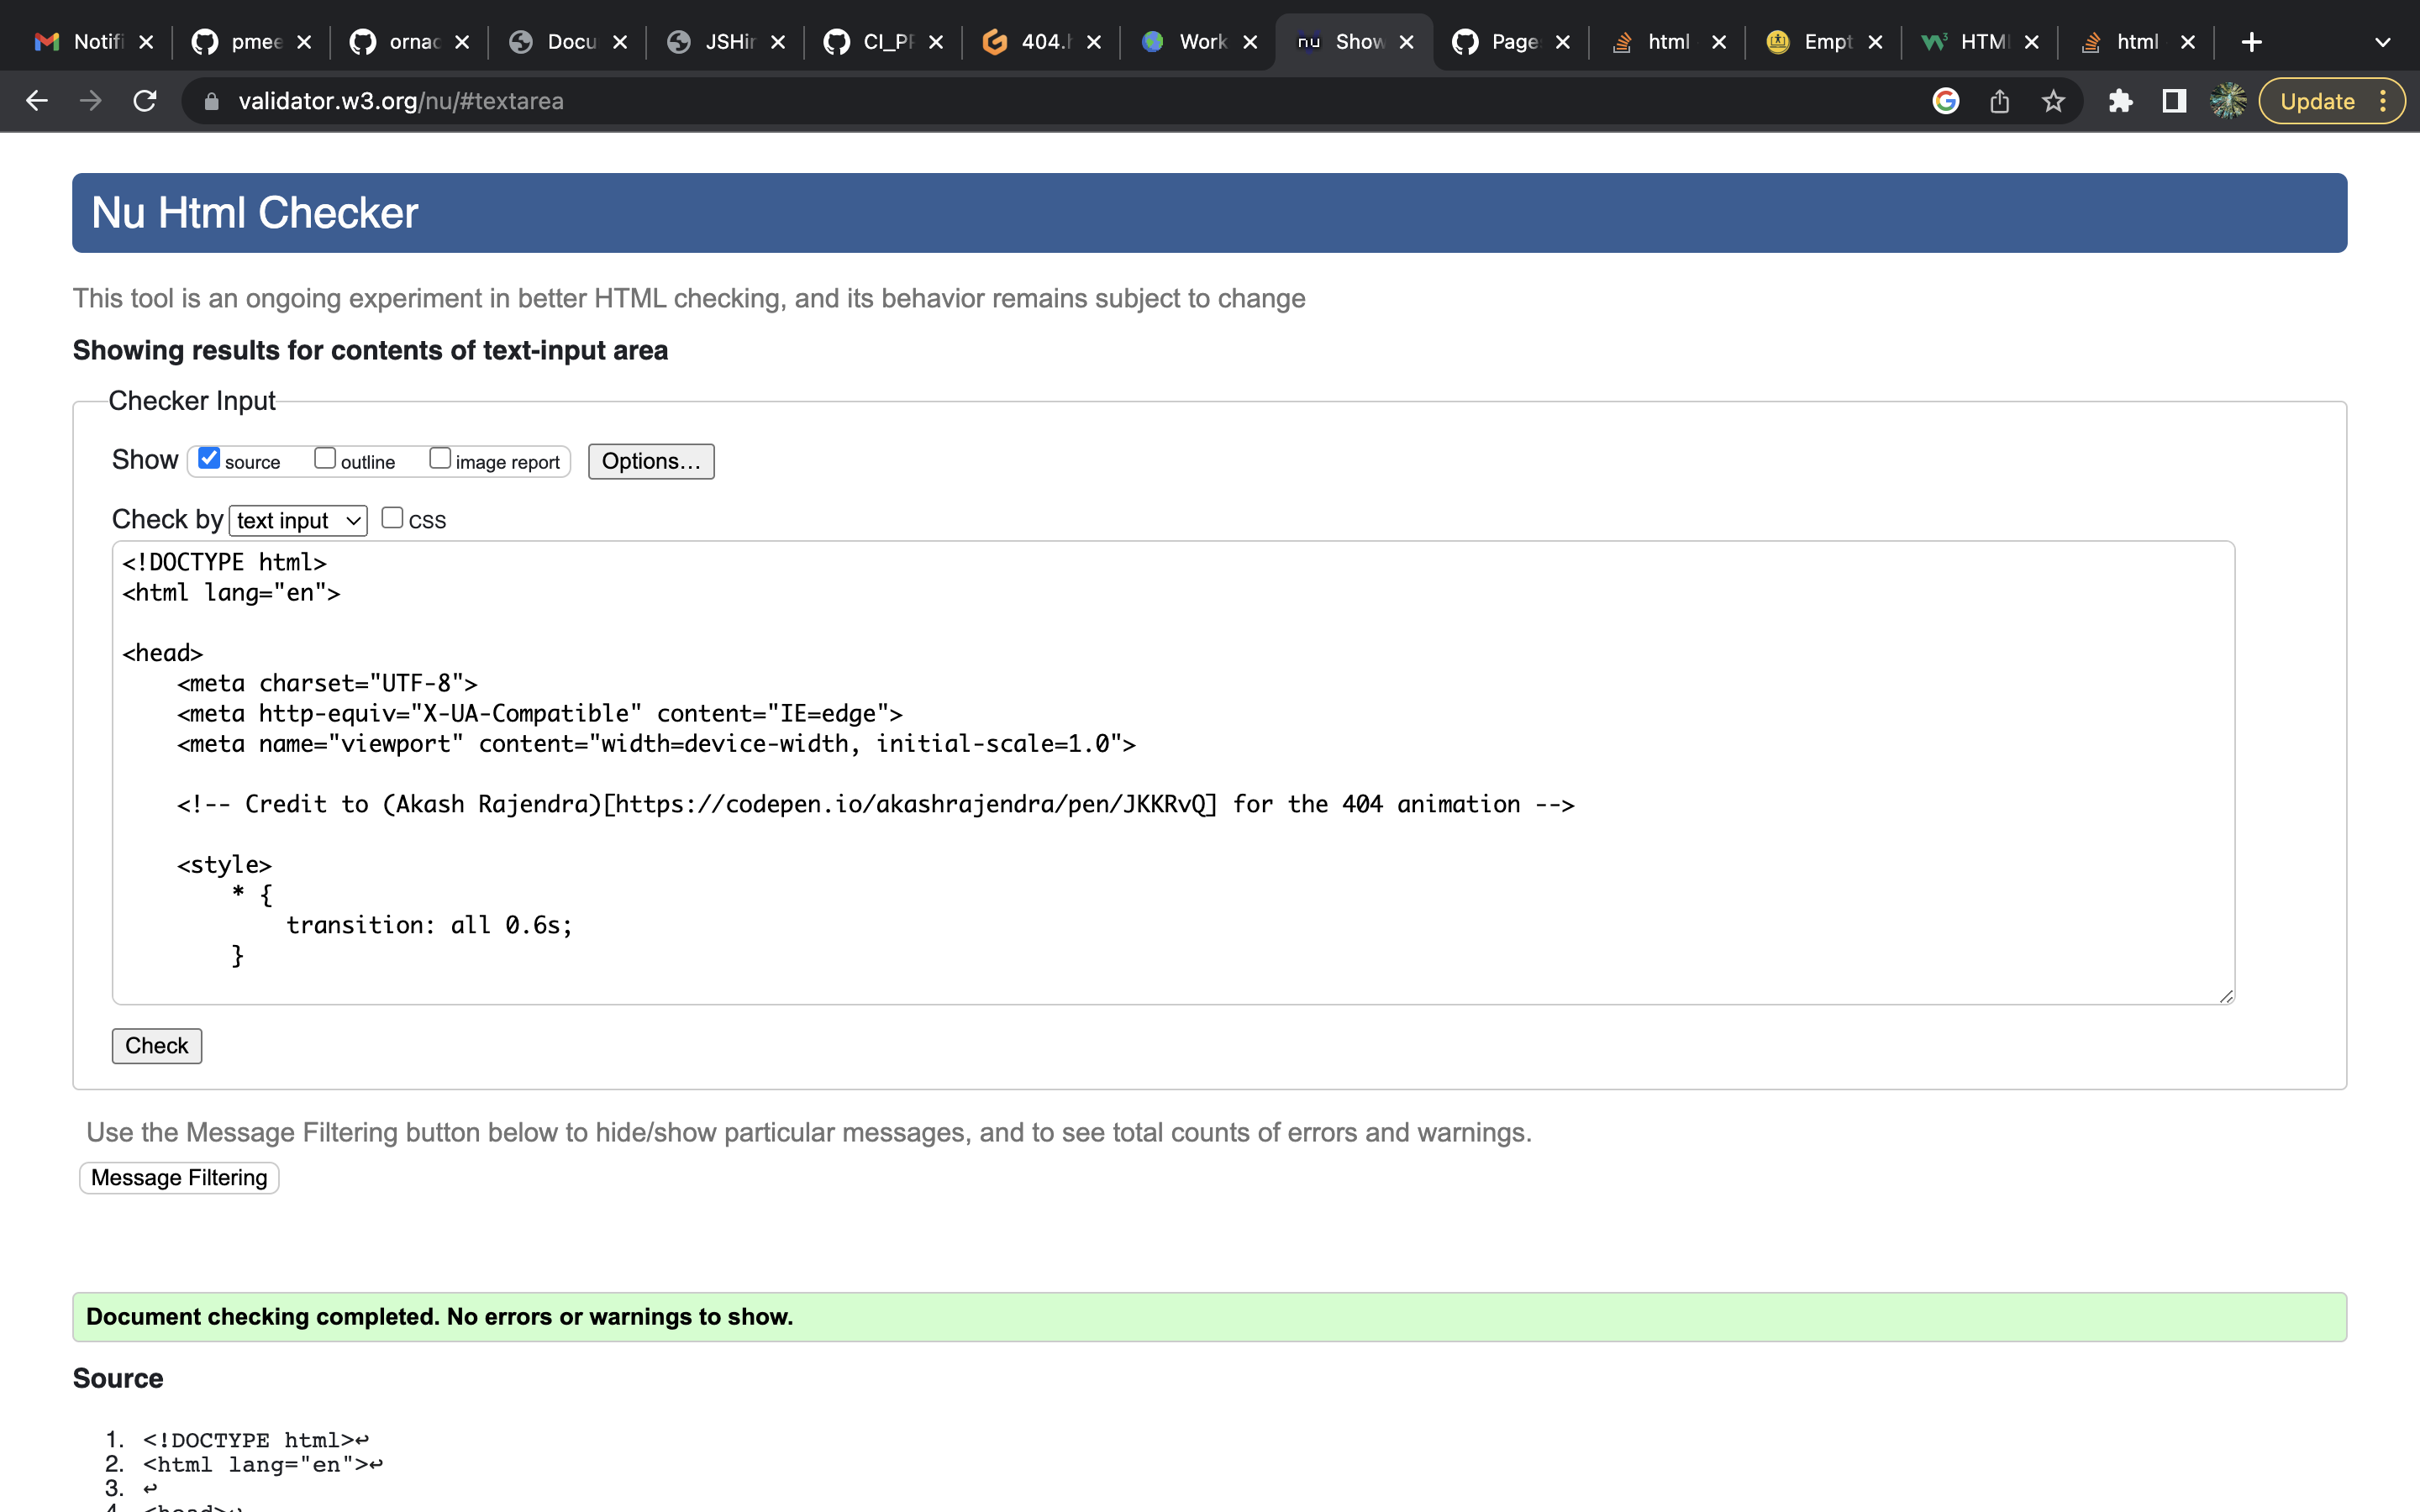 Notifi
pmee
ornac
Docu
JSHin
CI_PF
404.h
Work
nu
Show
Page
html
Empt
HTML
html
validator.w3.org/nu/#textarea
Update
Nu Html Checker
This tool is an ongoing experiment in better HTML checking, and its behavior remains subject to change
Showing results for contents of text-input area
Checker Input
Show source outline image report Options...
Check by text input CSS
<!DOCTYPE html>
<html lang="en">
<head>
<meta charset="UTF-8">
<meta http-equiv="X-UA-Compatible" content="IE=edge">
<meta name="viewport" content="width=device-width, initial-scale=1.0">
<!-- Credit to (Akash Rajendra)[https://codepen.io/akashrajendra/pen/JKKRvQ] for the 404 animation -->
<style>
* {
transition: all 0.6s;
}
Check
Use the Message Filtering button below to hide/show particular messages, and to see total counts of errors and warnings.
Message Filtering
Document checking completed. No errors or warnings to show.
Source
1. <!DOCTYPE html>↩
2. <html lang="en">↩
3. ↩
4. <head>↩